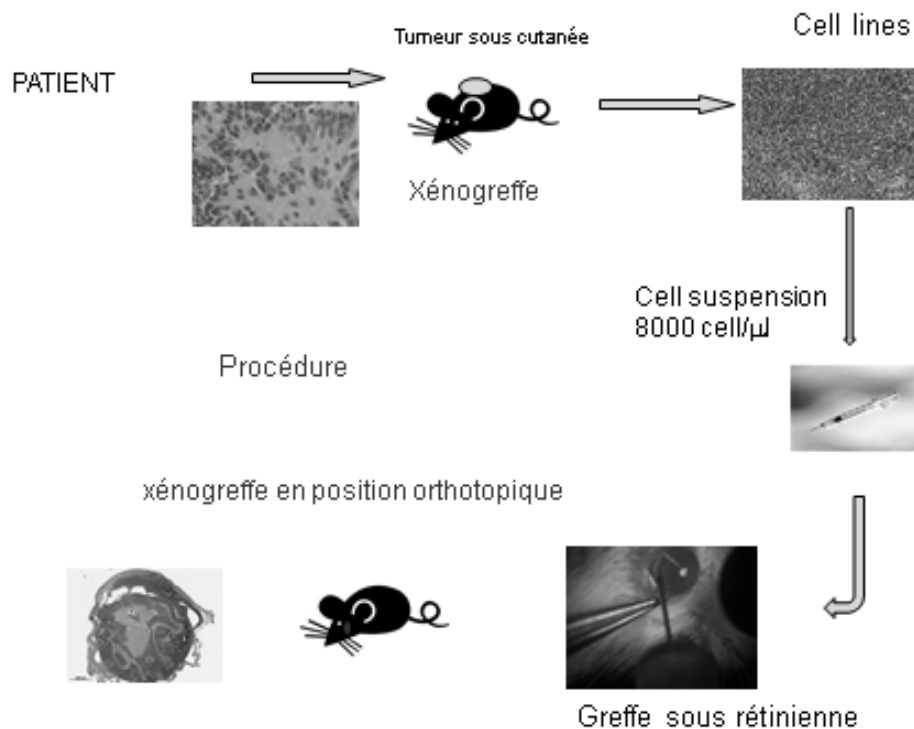 Cell lines
Tumeur sous cutanée
PATIENT
Xénogreffe
Cell suspension
8000 cell/µl
Procédure
xénogreffe en position orthotopique
Greffe sous rétinienne